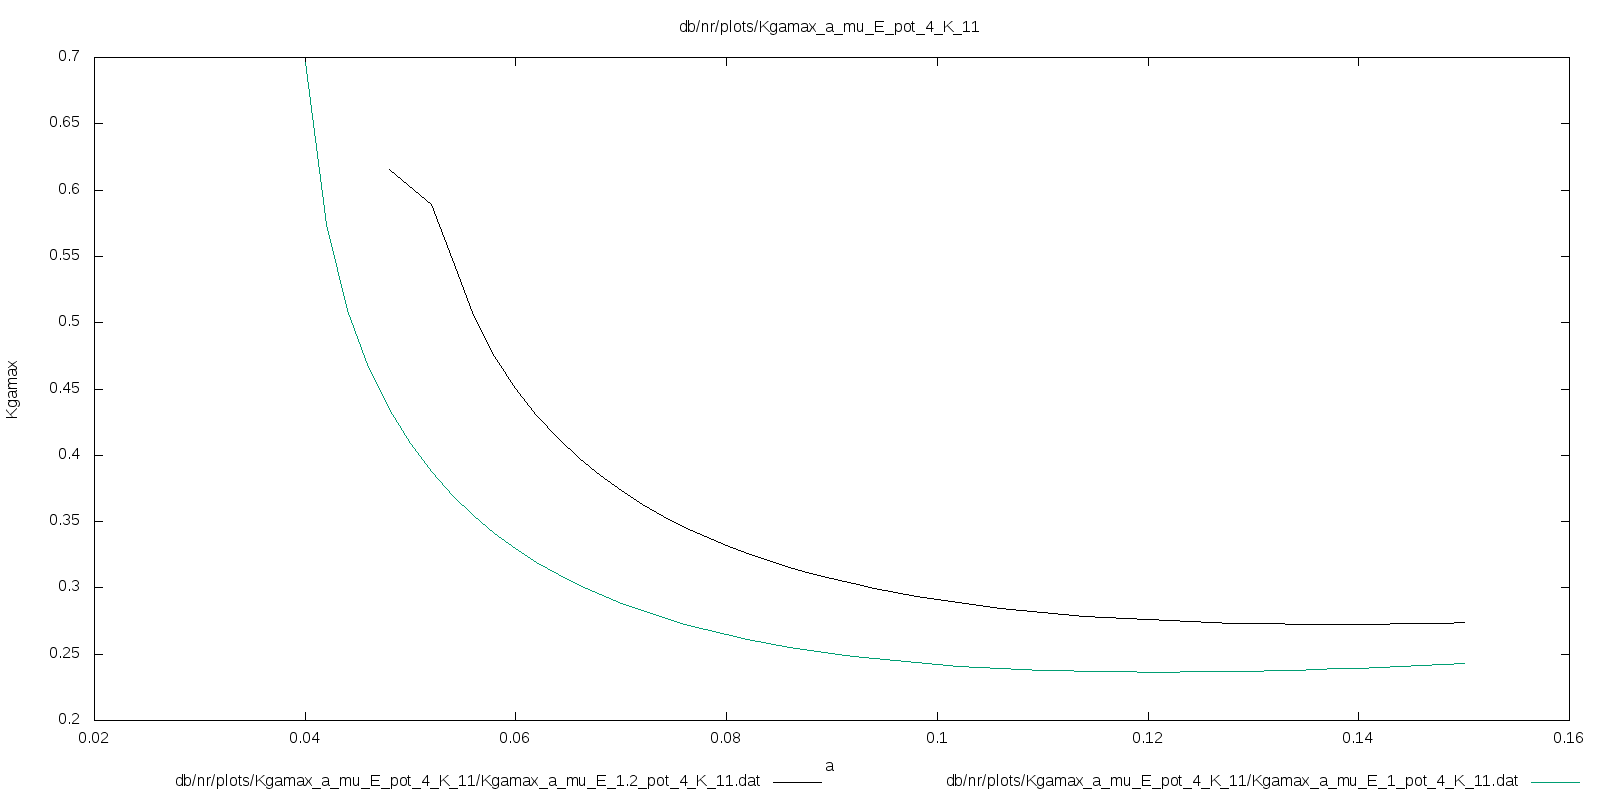 db/nr/plots/Kgamax_a_mu_E_pot_4_K_11
0.7
0.65
0.6
0.55
0.5
0.45
0.4
0.35
0.3
0.25
0.2
Kgamax
0.02 0.04 0.06 0.08 0.1 0.12 0.14 0.16
a
db/nr/plots/Kgamax_a_mu_E_pot_4_K_11/Kgamax_a_mu_E_1.2_pot_4_K_11.dat
db/nr/plots/Kgamax_a_mu_E_pot_4_K_11/Kgamax_a_mu_E_1_pot_4_K_11.dat